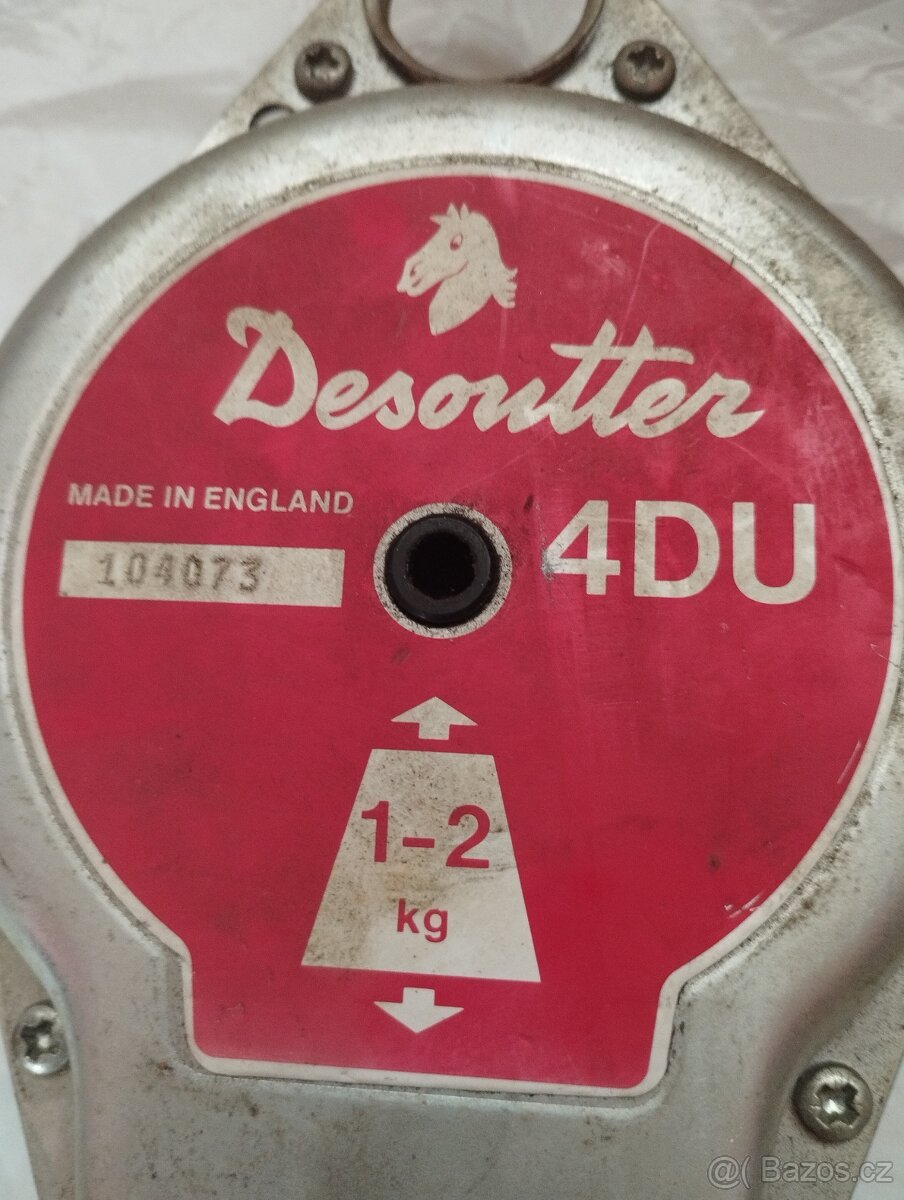 Desoutter
MADE IN ENGLAND
104073
4DU
1-2
kg
@( Bazos.cz